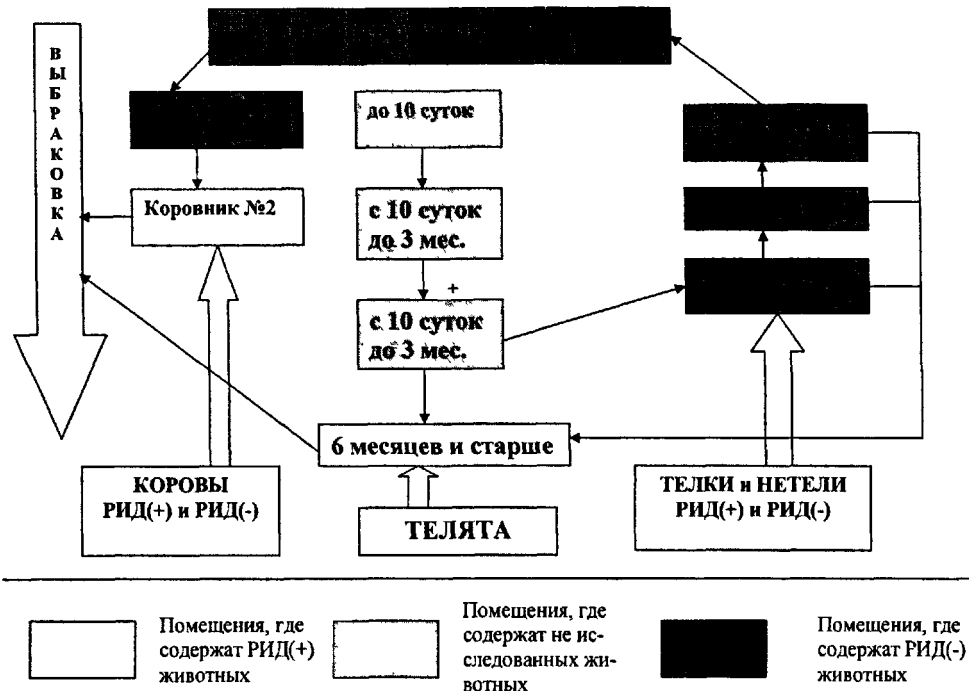 ВЫБРАКОВКА
до 10 суток
Коровник №2
с 10 суток
до 3 мес.
+
с 10 суток
до 3 мес.
6 месяцев и старше
КОРОВЫ
РИД(+) и РИД(-)
ТЕЛЯТА
ТЕЛКИ и НЕТЕЛИ
РИД(+) и РИД(-)
Помещения, где
содержат РИД(+)
животных
Помещения, где
содержат не ис-
следованных жи-
вотных
Помещения, где
содержат РИД(-)
животных